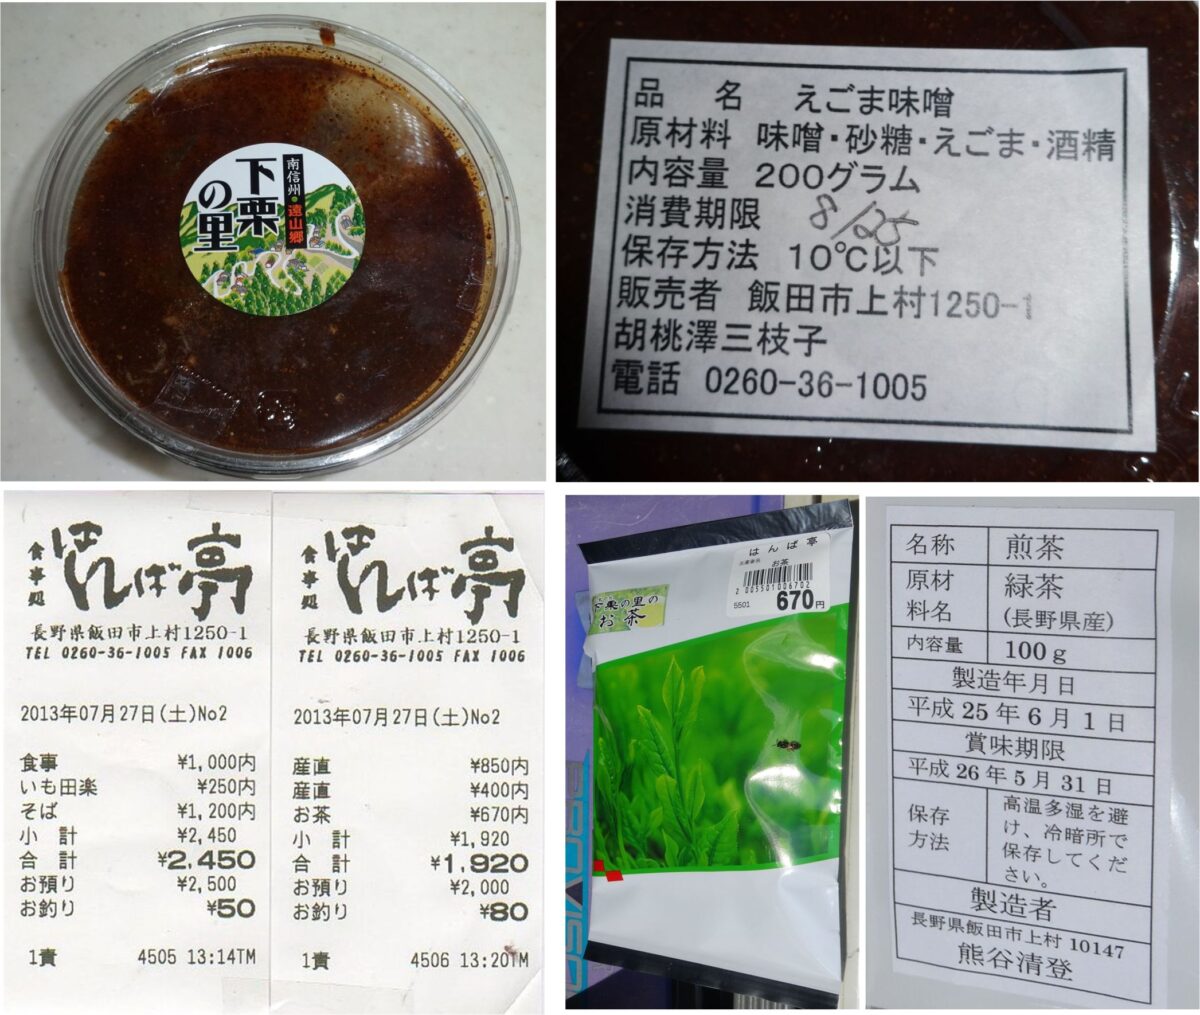 南信州・遠山郷
下栗
の里
品 名 えごま味噌
原材料 味噌・砂糖・えごま・酒精
内容量 200グラム
消費期限 8/25
保存方法 10℃以下
販売者 飯田市上村1250-1
胡桃澤三枝子
電話 0260-36-1005
食事処
はんば亭
長野県飯田市上村1250-1
TEL 0260-36-1005 FAX 1006
2013年07月27日(土)No2
食事 ¥1,000内
いも田楽 ¥250内
そば ¥1,200内
小 計 ¥2,450
合 計 ¥2,450
お預り ¥2,500
お釣り ¥50
1責 4505 13:14TM
食事処
はんば亭
長野県飯田市上村1250-1
TEL 0260-36-1005 FAX 1006
2013年07月27日(土)No2
産直 ¥850内
産直 ¥400内
お茶 ¥670内
小 計 ¥1,920
合 計 ¥1,920
お預り ¥2,000
お釣り ¥80
1責 4506 13:20TM
はんば亭
お茶
2005501006702
5501 670円
下栗の里の
お茶
名称 煎茶
原材料名 緑茶
(長野県産)
内容量 100g
製造年月日
平成25年6月1日
賞味期限
平成26年5月31日
保存方法 高温多湿を避
け、冷暗所で
保存してくだ
さい。
製造者
長野県飯田市上村10147
熊谷清登